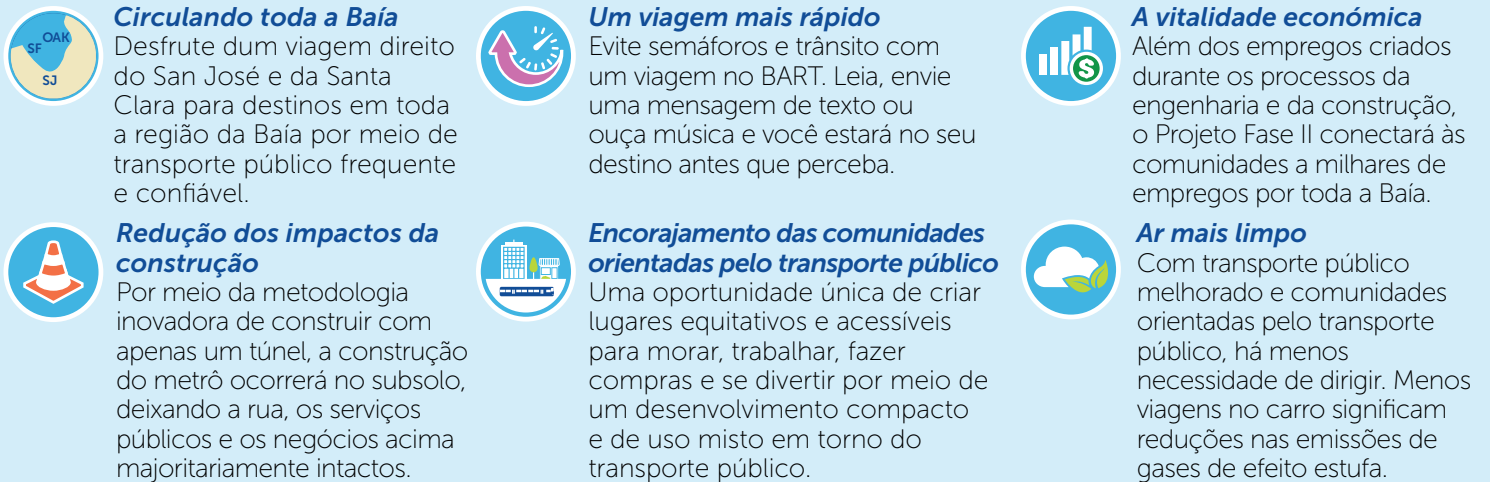 SF
OAK
SJ
Circulando toda a Baía
Desfrute dum viagem direito
do San José e da Santa
Clara para destinos em toda
a região da Baía por meio de
transporte público frequente
e confiável.
Um viagem mais rápido
Evite semáforos e trânsito com
um viagem no BART. Leia, envie
uma mensagem de texto ou
ouça música e você estará no seu
destino antes que perceba.
$
A vitalidade económica
Além dos empregos criados
durante os processos da
engenharia e da construção,
o Projeto Fase II conectará às
comunidades a milhares de
empregos por toda a Baía.
Redução dos impactos da
construção
Por meio da metodologia
inovadora de construir com
apenas um túnel, a construção
do metrô ocorrerá no subsolo,
deixando a rua, os serviços
públicos e os negócios acima
majoritariamente intactos.
Encorajamento das comunidades
orientadas pelo transporte público
Uma oportunidade única de criar
lugares equitativos e acessíveis
para morar, trabalhar, fazer
compras e se divertir por meio de
um desenvolvimento compacto
e de uso misto em torno do
transporte público.
Ar mais limpo
Com transporte público
melhorado e comunidades
orientadas pelo transporte
público, há menos
necessidade de dirigir. Menos
viagens no carro significam
reduções nas emissões de
gases de efeito estufa.